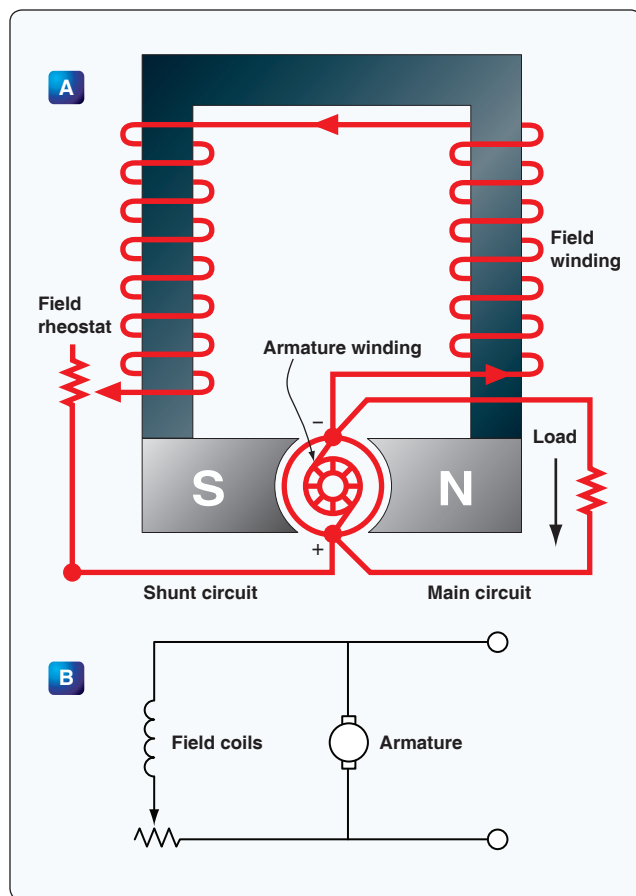 A
Field
winding
Field
rheostat
Armature winding
−
Load
S
N
+
Shunt circuit
Main circuit
B
Field coils
Armature